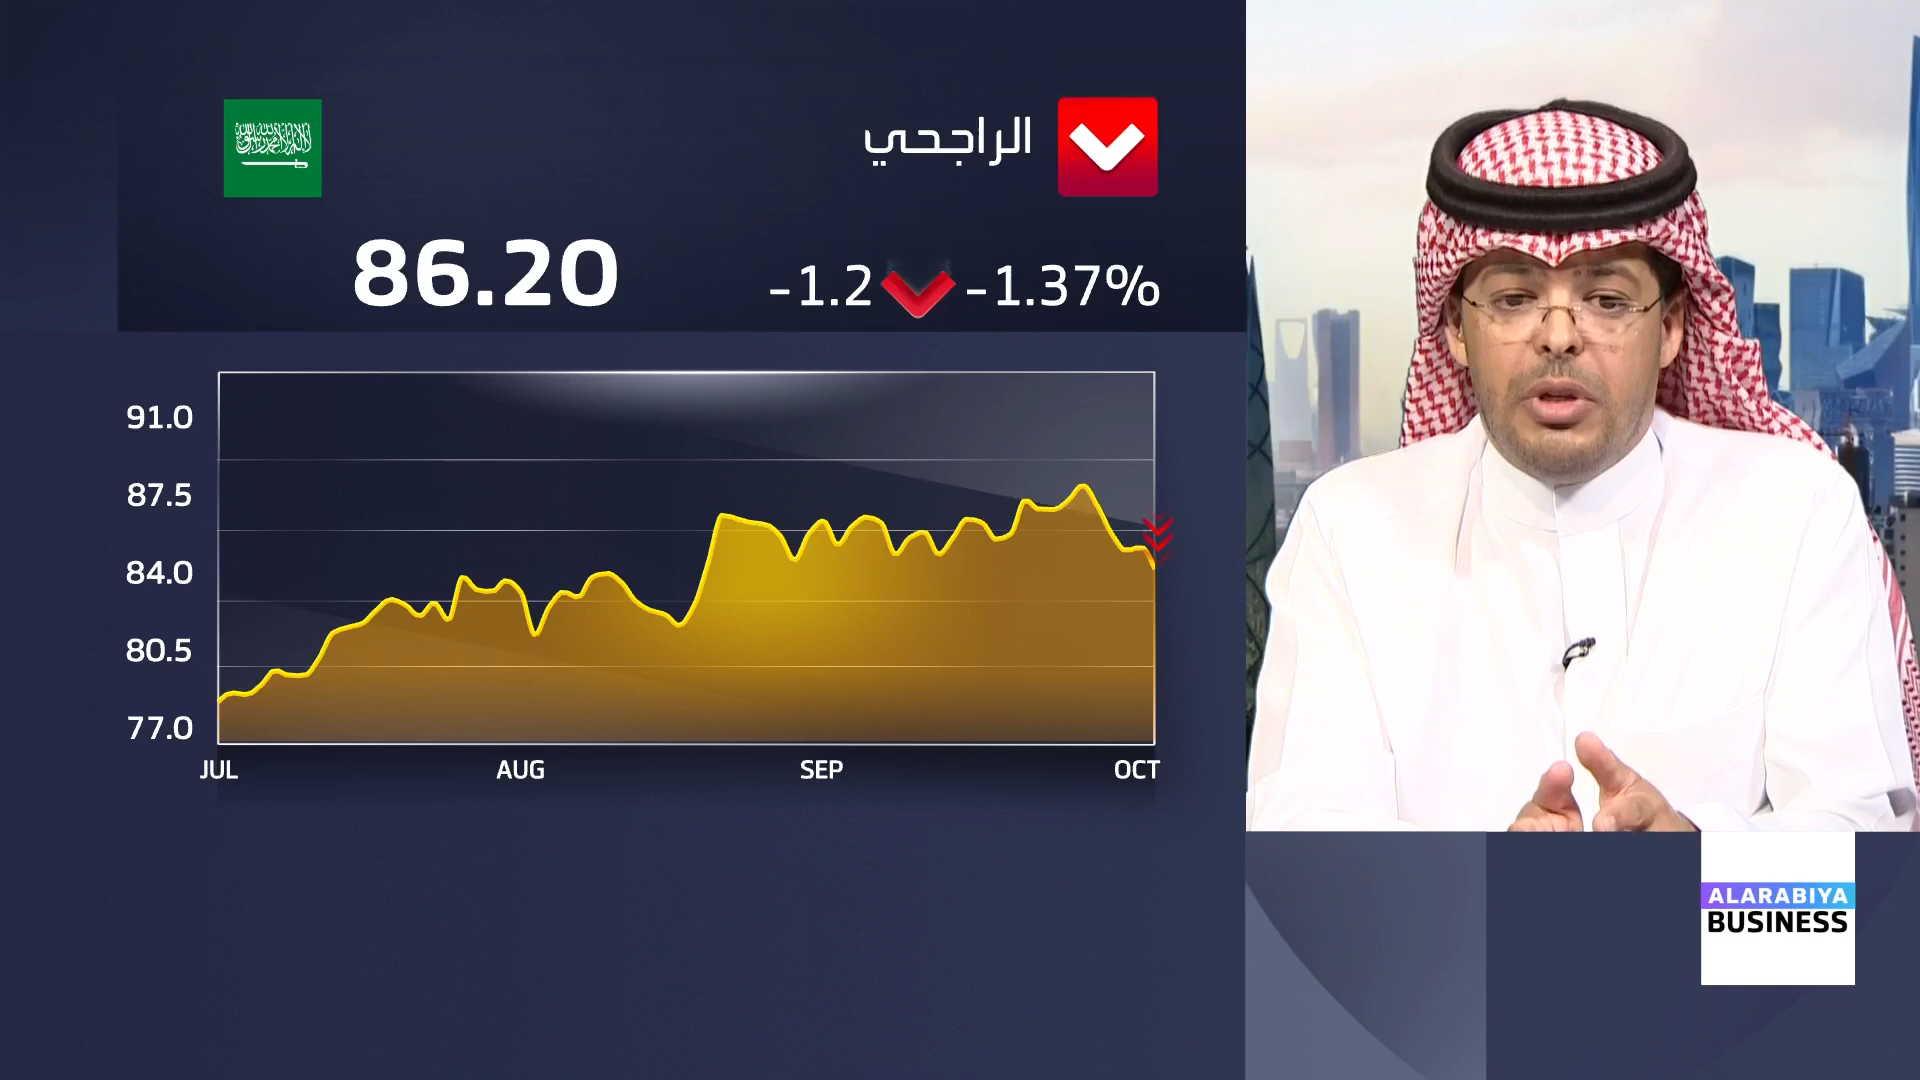 الراجحي
86.20
-1.2 -1.37%
91.0
87.5
84.0
80.5
77.0
JUL AUG SEP OCT
ALARABIYA
BUSINESS